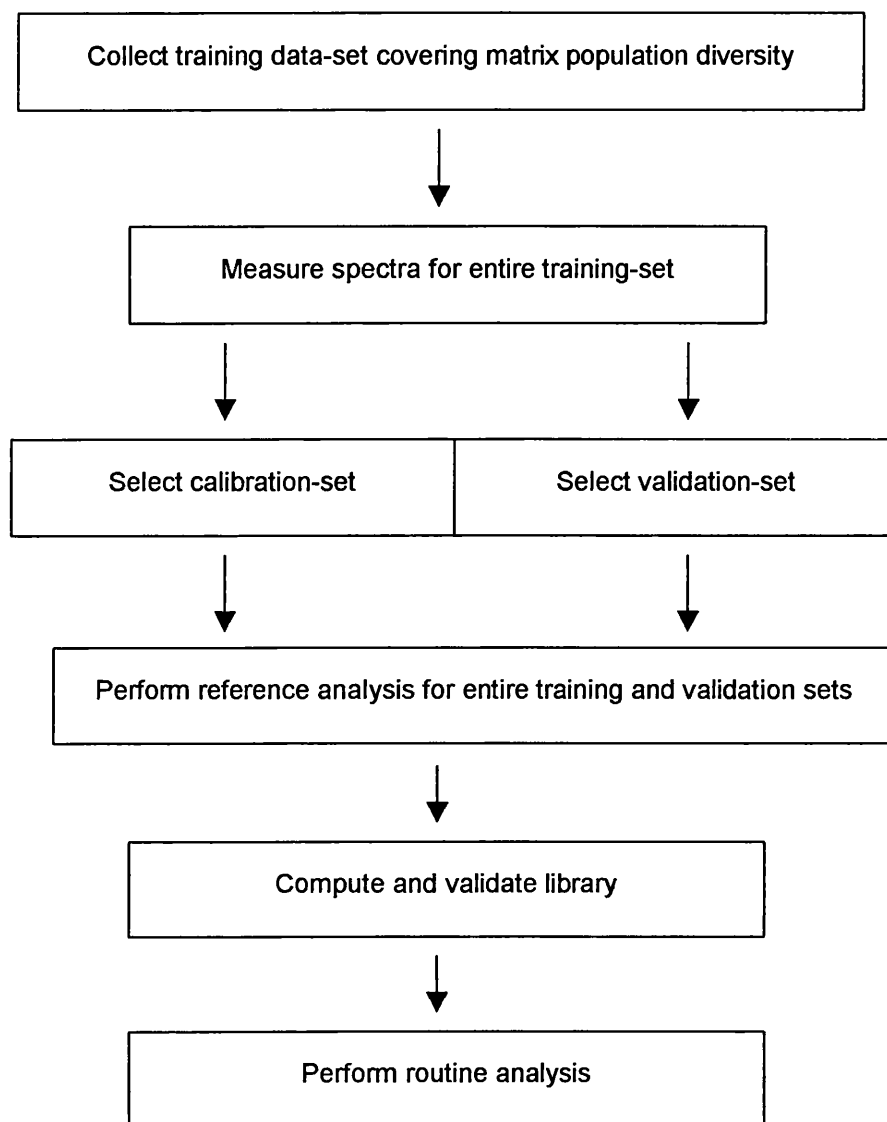 Collect training data-set covering matrix population diversity
Measure spectra for entire training-set
Select calibration-set
Select validation-set
Perform reference analysis for entire training and validation sets
Compute and validate library
Perform routine analysis